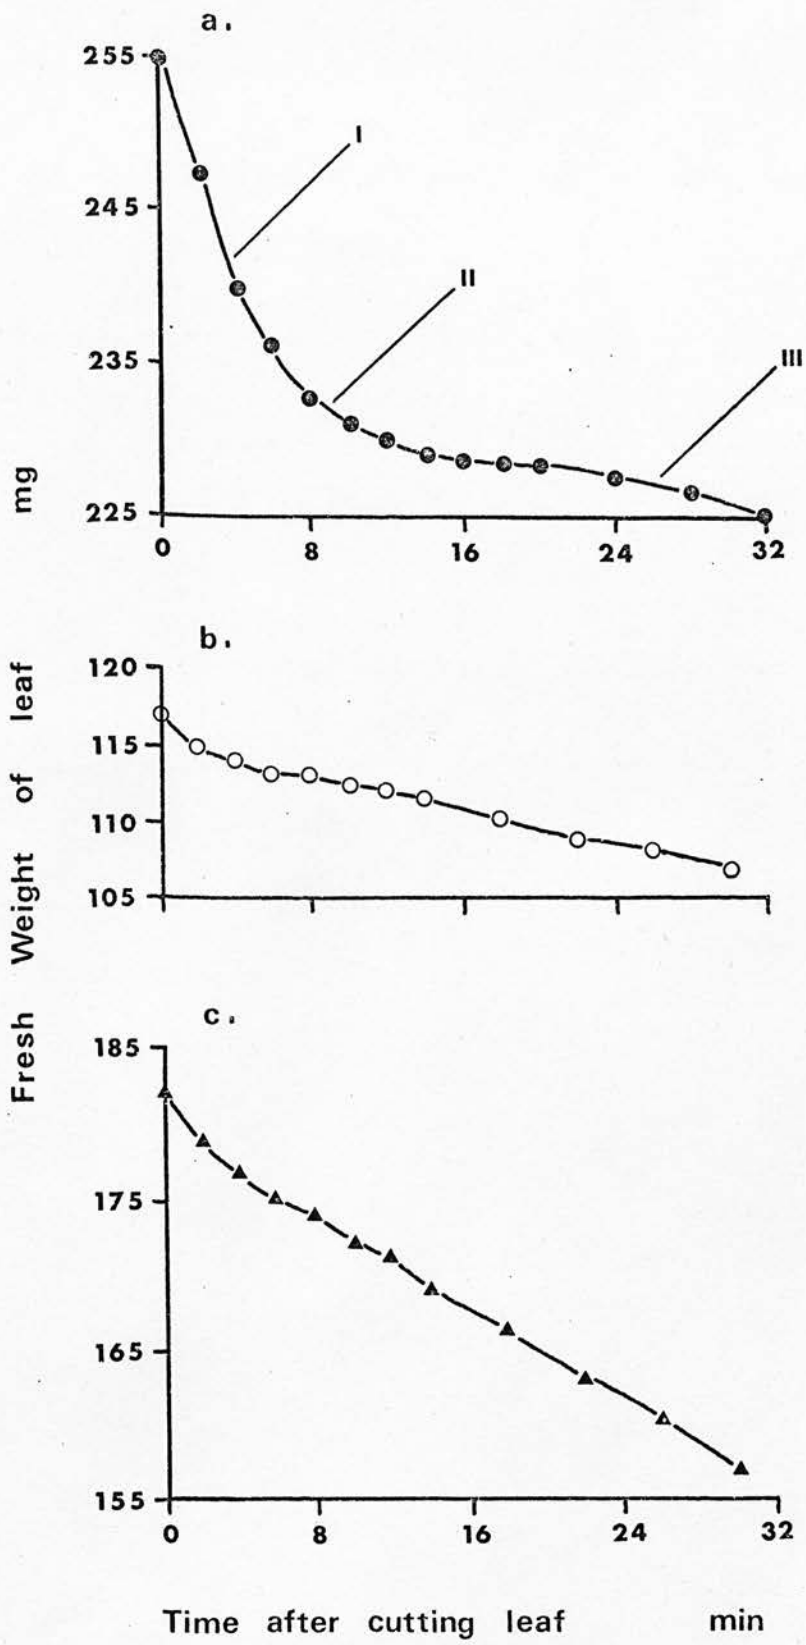 a.
255
I
245
II
235
III
225
0 8 16 24 32
b.
120
115
110
105
c.
185
175
165
155
0 8 16 24 32
Time after cutting leaf min
Fresh Weight of leaf mg